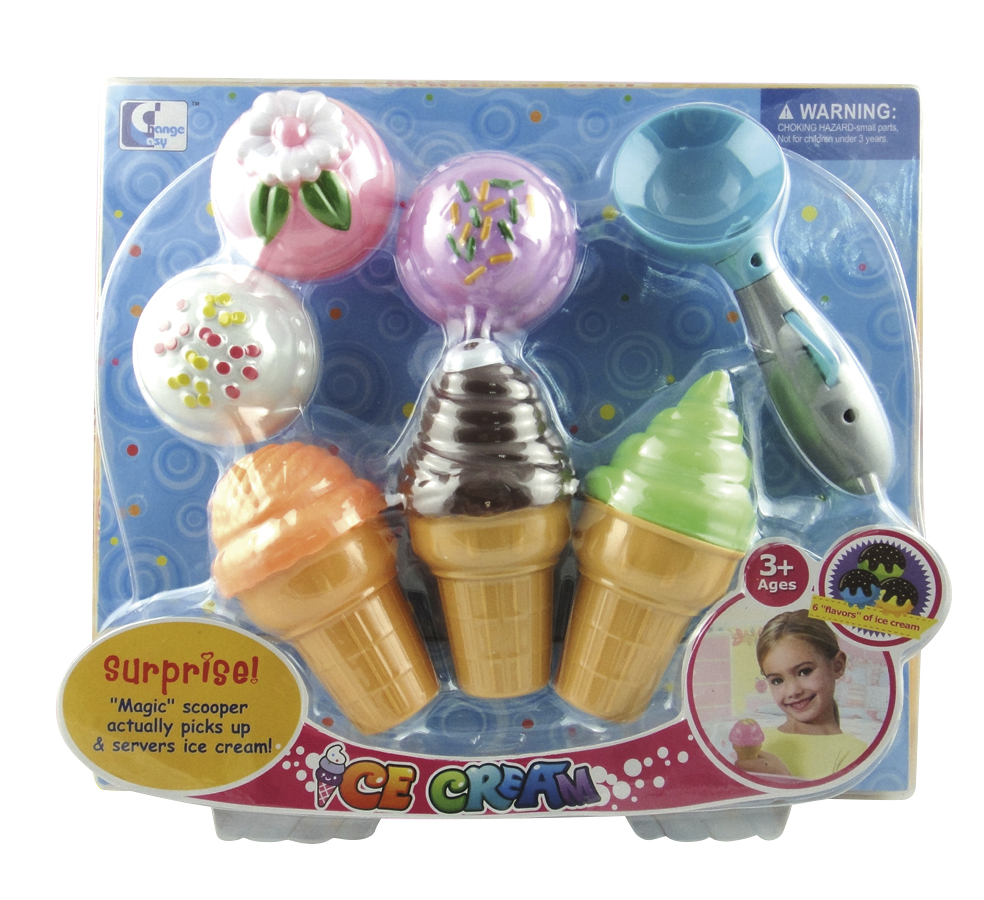 Change
Easy
TM
WARNING:
CHOKING HAZARD-small parts,
Not for children under 3 years.
3+
Ages
6 "flavors" of ice cream
Surprise!
"Magic" scooper
actually picks up
& servers ice cream!
ICE CREAM